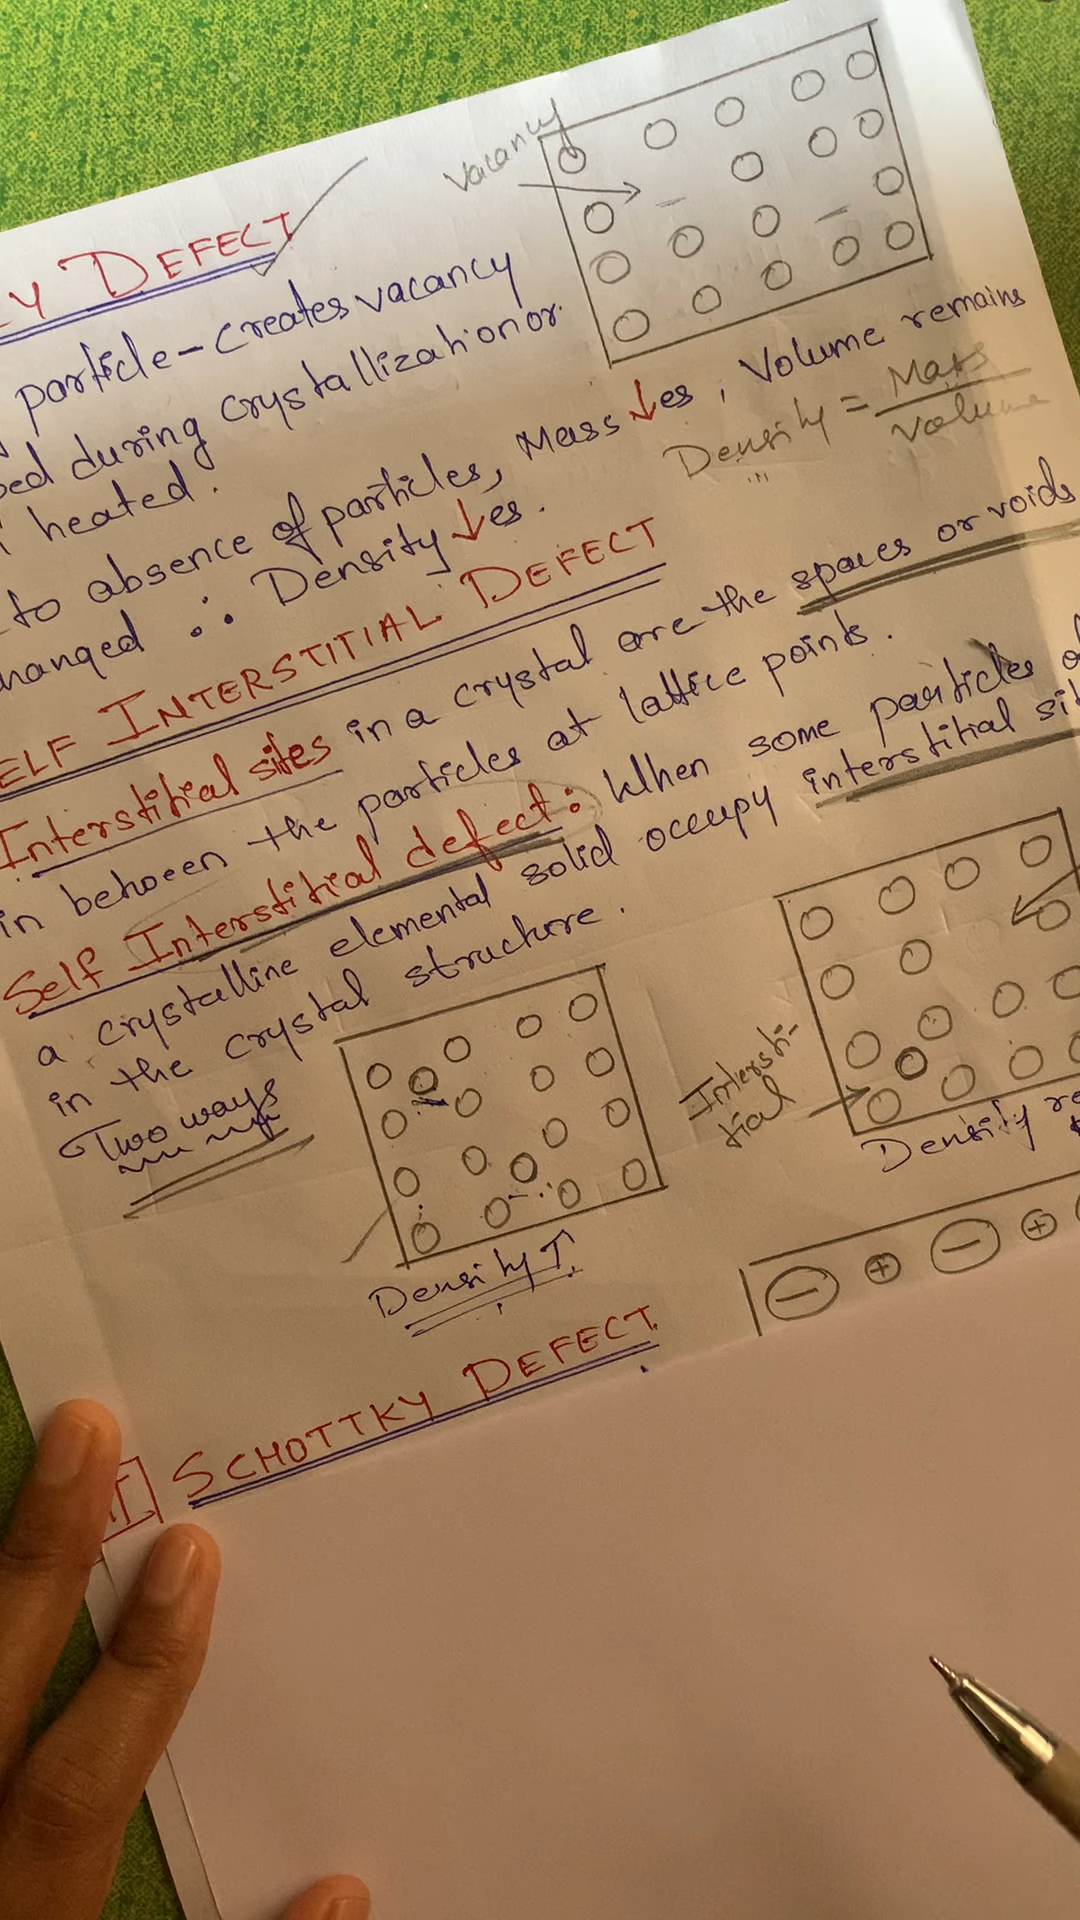 Vacancy
Y DEFECT
particle - creates vacancy
ed during crystallization or
heated.
to absence of particles, Mass ↓es, Volume remains
hanged ∴ Density ↓es.
Density = Mass
Volume
ELF INTERSTITIAL DEFECT
Interstitial sites in a crystal are the spaces or voids
in between the particles at lattice points.
Self Interstitial defect: When some particles
a crystalline elemental solid occupy interstitial sit
in the crystal structure.
Two ways
Intersti-
tial
Density ↑.
Density re
− + − +
SCHOTTKY DEFECT